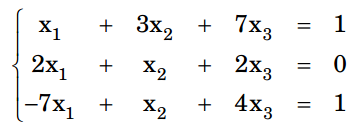 x₁ + 3x₂ + 7x₃ = 1
2x₁ + x₂ + 2x₃ = 0
−7x₁ + x₂ + 4x₃ = 1